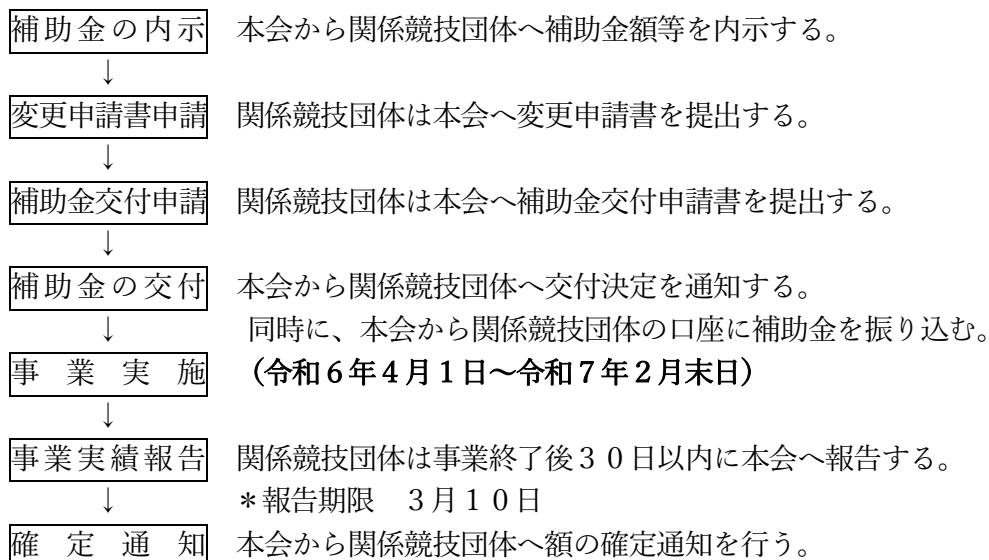 補助金の内示 本会から関係競技団体へ補助金額等を内示する。
↓
変更申請書申請 関係競技団体は本会へ変更申請書を提出する。
↓
補助金交付申請 関係競技団体は本会へ補助金交付申請書を提出する。
↓
補助金の交付 本会から関係競技団体へ交付決定を通知する。
↓ 同時に、本会から関係競技団体の口座に補助金を振り込む。
事業実施 (令和6年4月1日~令和7年2月末日)
↓
事業実績報告 関係競技団体は事業終了後30日以内に本会へ報告する。
↓ *報告期限 3月10日
確定通知 本会から関係競技団体へ額の確定通知を行う。